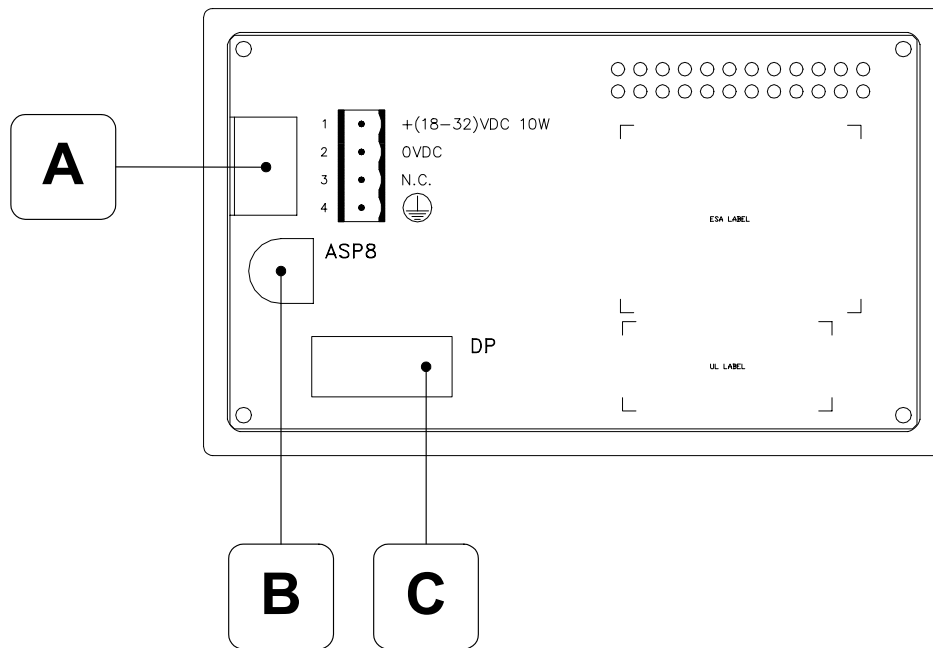 A
1 +(18-32)VDC 10W
2 0VDC
3 N.C.
4
ASP8
ESA LABEL
DP
UL LABEL
B C